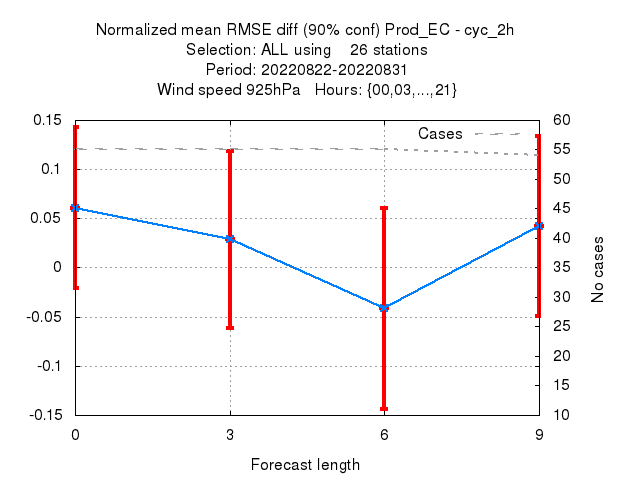 Normalized mean RMSE diff (90% conf) Prod_EC - cyc_2h
Selection: ALL using 26 stations
Period: 20220822-20220831
Wind speed 925hPa Hours: {00,03,...,21}
Cases
0.15
0.1
0.05
0
-0.05
-0.1
-0.15
60
55
50
45
40
35
30
25
20
15
10
No cases
0 3 6 9
Forecast length